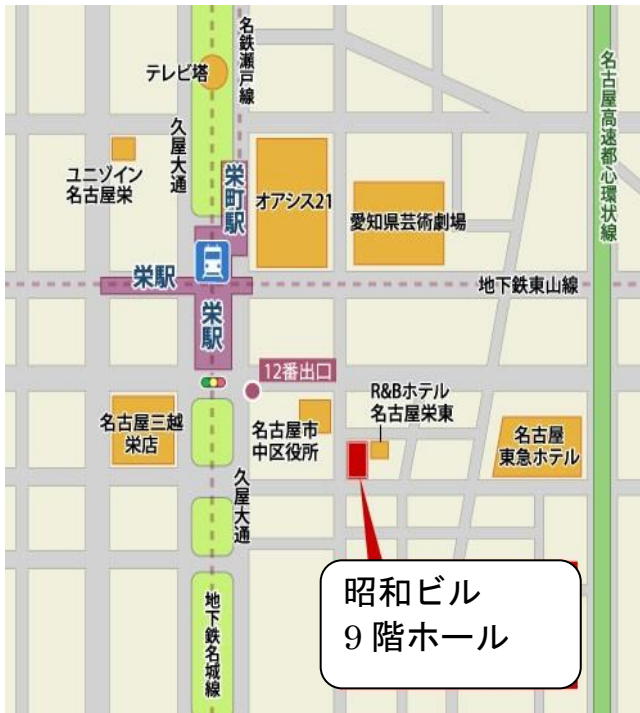 名鉄瀬戸線
テレビ塔
名古屋高速都心環状線
久屋大通
ユニゾイン
名古屋栄
栄町駅
オアシス21
愛知県芸術劇場
栄駅
地下鉄東山線
栄駅
12番出口
R&Bホテル
名古屋栄東
名古屋三越
栄店
名古屋市
中区役所
名古屋
東急ホテル
久屋大通
昭和ビル
9階ホール
地下鉄名城線